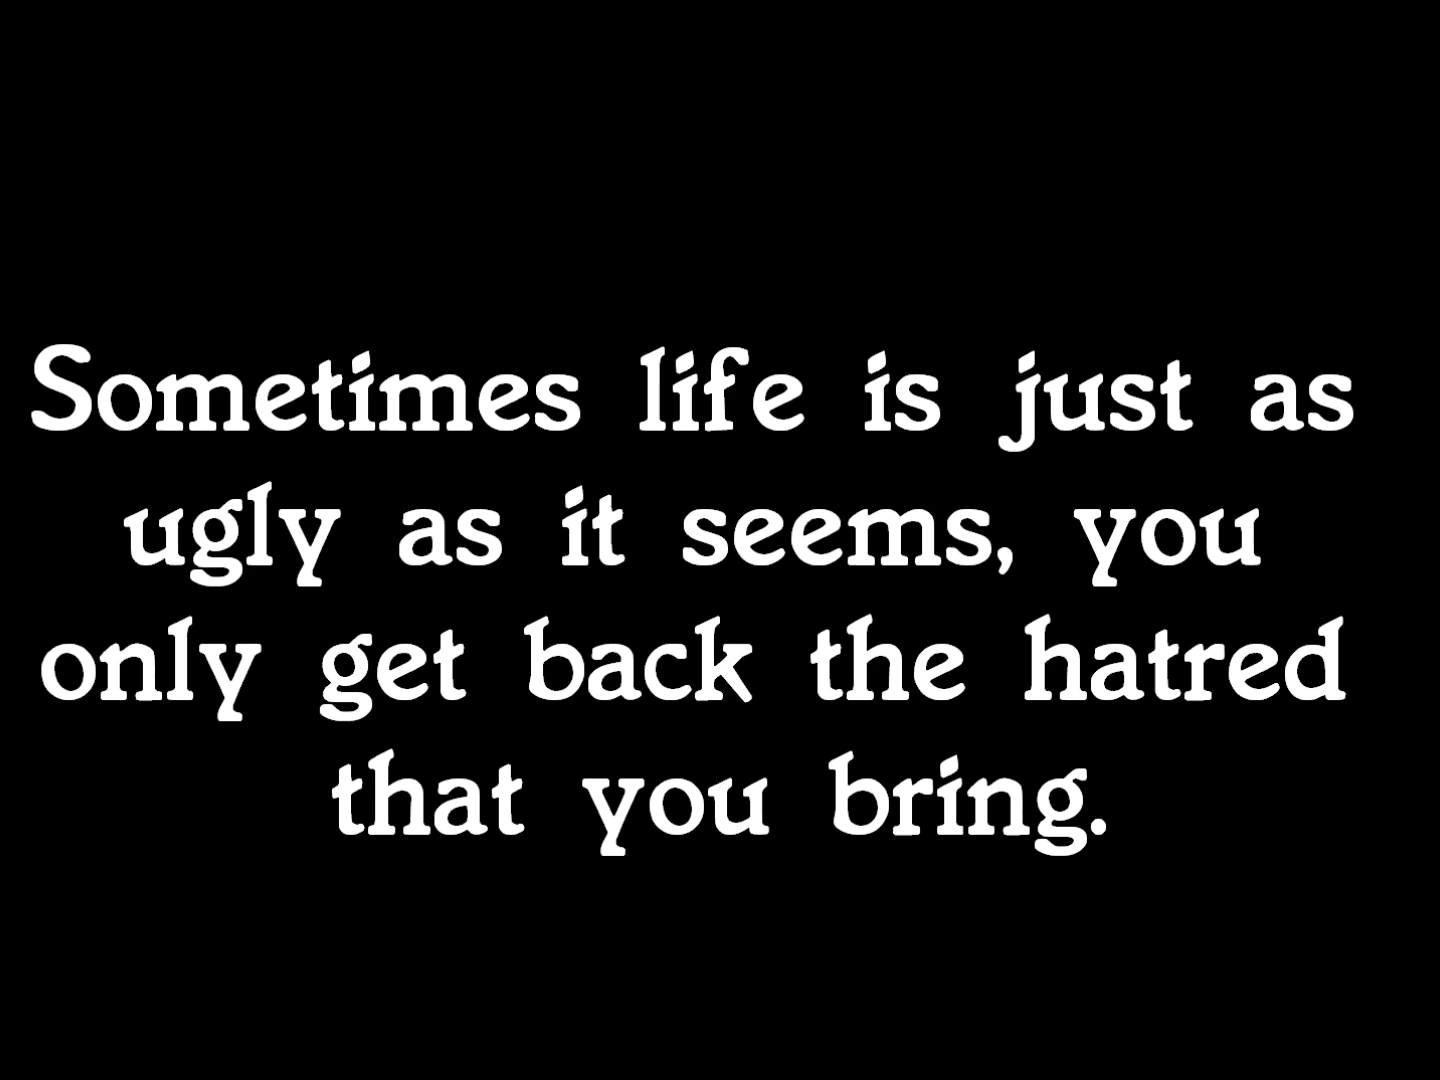 Sometimes life is just as
ugly as it seems, you
only get back the hatred
that you bring.